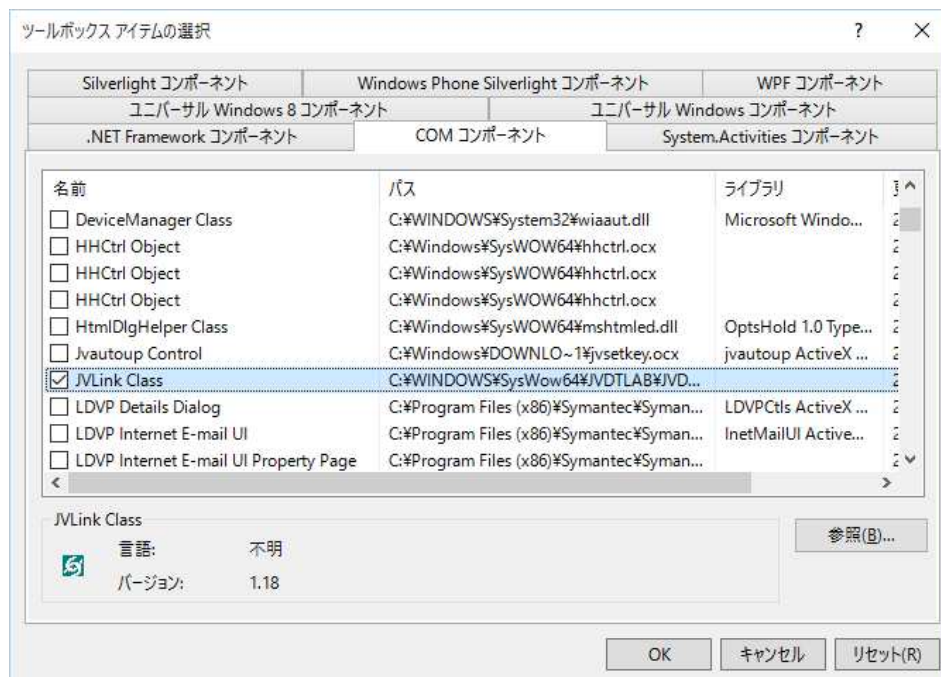 ツールボックス アイテムの選択 ? ×
Silverlight コンポーネント Windows Phone Silverlight コンポーネント WPF コンポーネント
ユニバーサル Windows 8 コンポーネント ユニバーサル Windows コンポーネント
.NET Framework コンポーネント COM コンポーネント System.Activities コンポーネント
名前 パス ライブラリ
DeviceManager Class C:¥WINDOWS¥System32¥wiaaut.dll Microsoft Windo...
HHCtrl Object C:¥Windows¥SysWOW64¥hhctrl.ocx
HHCtrl Object C:¥Windows¥SysWOW64¥hhctrl.ocx
HHCtrl Object C:¥Windows¥SysWOW64¥hhctrl.ocx
HtmlDlgHelper Class C:¥Windows¥SysWOW64¥mshtmled.dll OptsHold 1.0 Type...
Jvautoup Control C:¥Windows¥DOWNLO~1¥jvsetkey.ocx jvautoup ActiveX ...
JVLink Class C:¥WINDOWS¥SysWow64¥JVDTLAB¥JVD...
LDVP Details Dialog C:¥Program Files (x86)¥Symantec¥Syman... LDVPCtls ActiveX ...
LDVP Internet E-mail UI C:¥Program Files (x86)¥Symantec¥Syman... InetMailUI Active...
LDVP Internet E-mail UI Property Page C:¥Program Files (x86)¥Symantec¥Syman...
JVLink Class
参照(B)...
言語: 不明
バージョン: 1.18
OK キャンセル リセット(R)